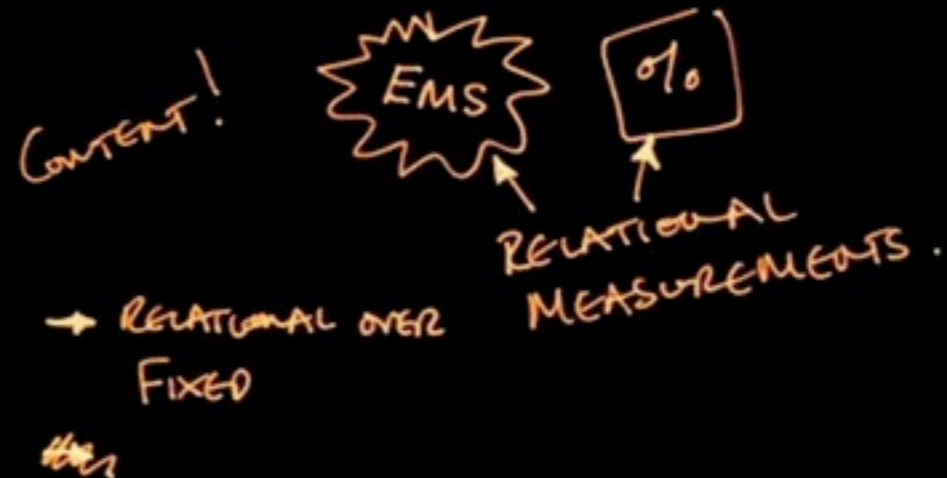 CONTENT!
EMS
%
RELATIONAL
MEASUREMENTS.
→ RELATIONAL OVER
FIXED